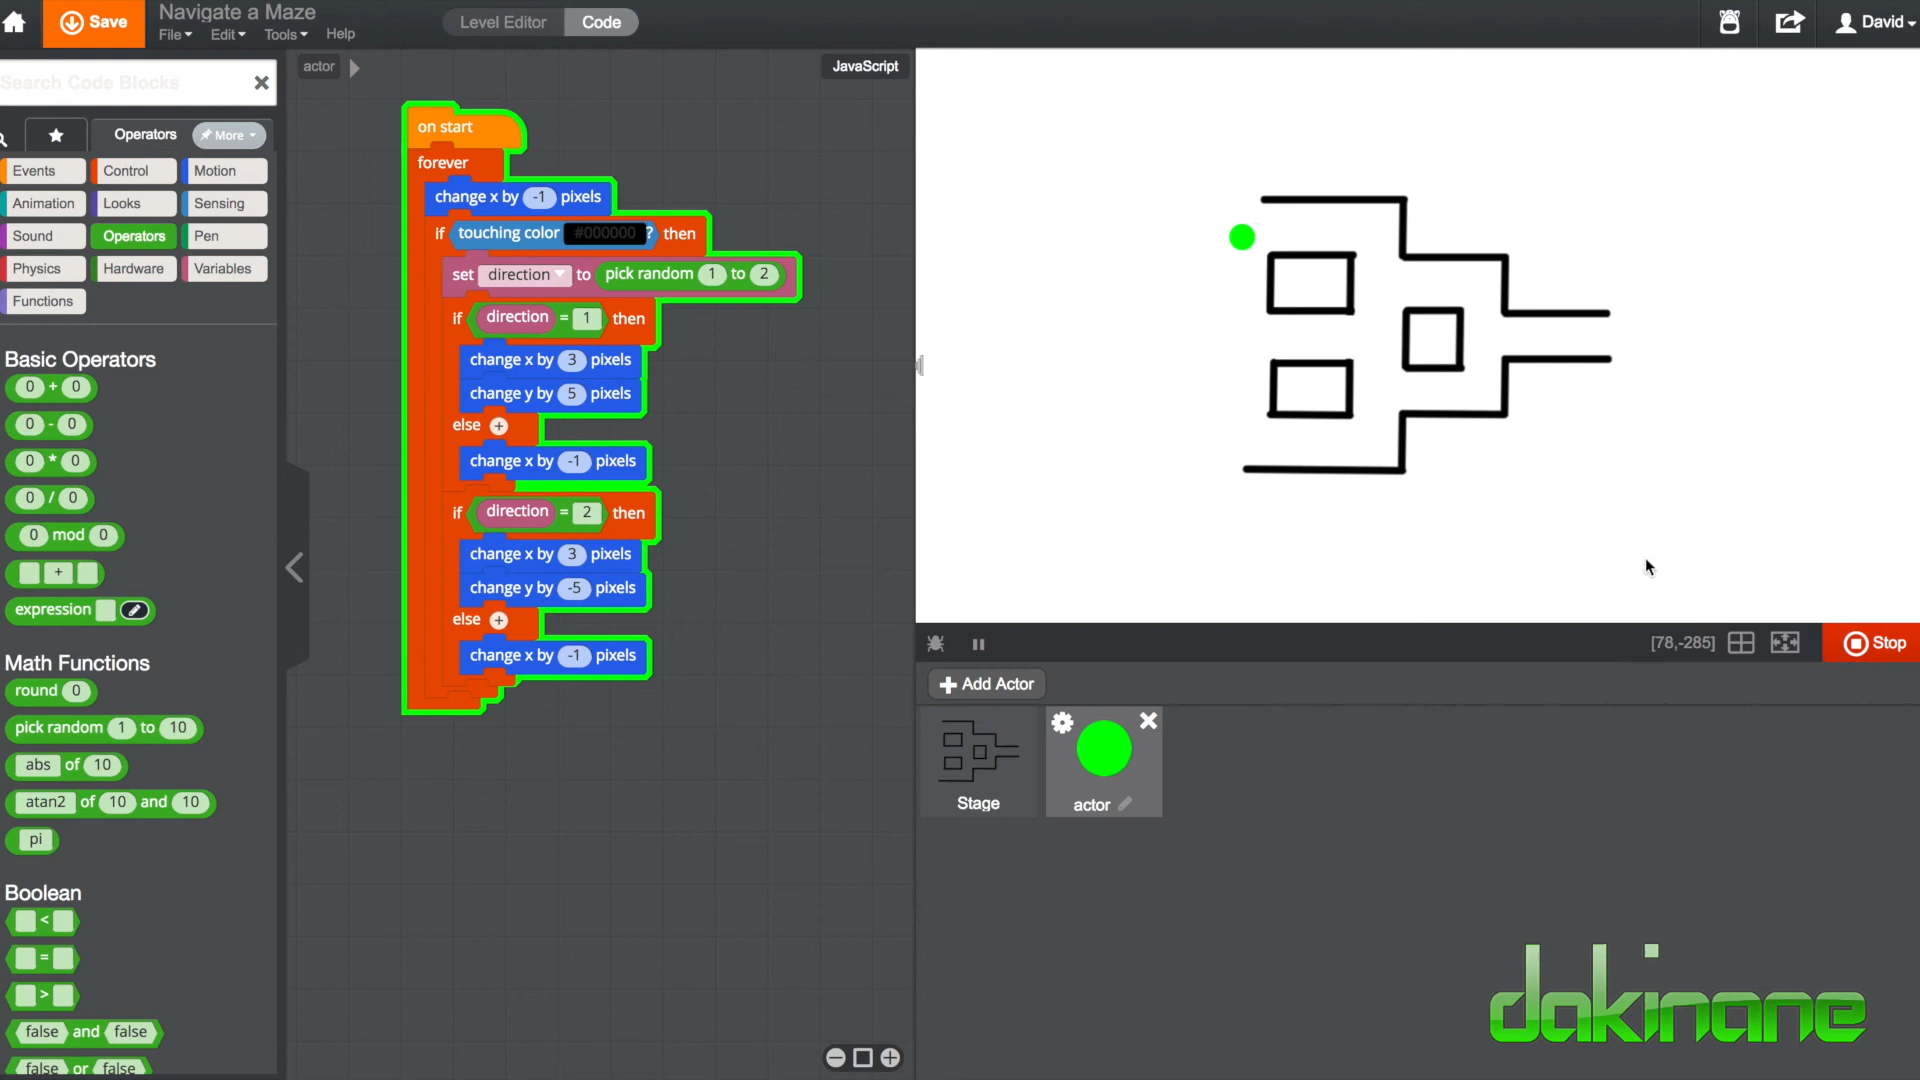 Save
Navigate a Maze
File Edit Tools Help
Level Editor Code
David
Search Code Blocks
actor
JavaScript
Operators More
Events Control Motion
Animation Looks Sensing
Sound Operators Pen
Physics Hardware Variables
Functions
Basic Operators
0 + 0
0 - 0
0 * 0
0 / 0
0 mod 0
+
expression
Math Functions
round 0
pick random 1 to 10
abs of 10
atan2 of 10 and 10
pi
Boolean
<
=
>
false and false
false or false
on start
forever
change x by -1 pixels
if touching color #000000 ? then
set direction to pick random 1 to 2
if direction = 1 then
change x by 3 pixels
change y by 5 pixels
else +
change x by -1 pixels
if direction = 2 then
change x by 3 pixels
change y by -5 pixels
else +
change x by -1 pixels
[78,-285]
Stop
Add Actor
Stage
actor
dakinane